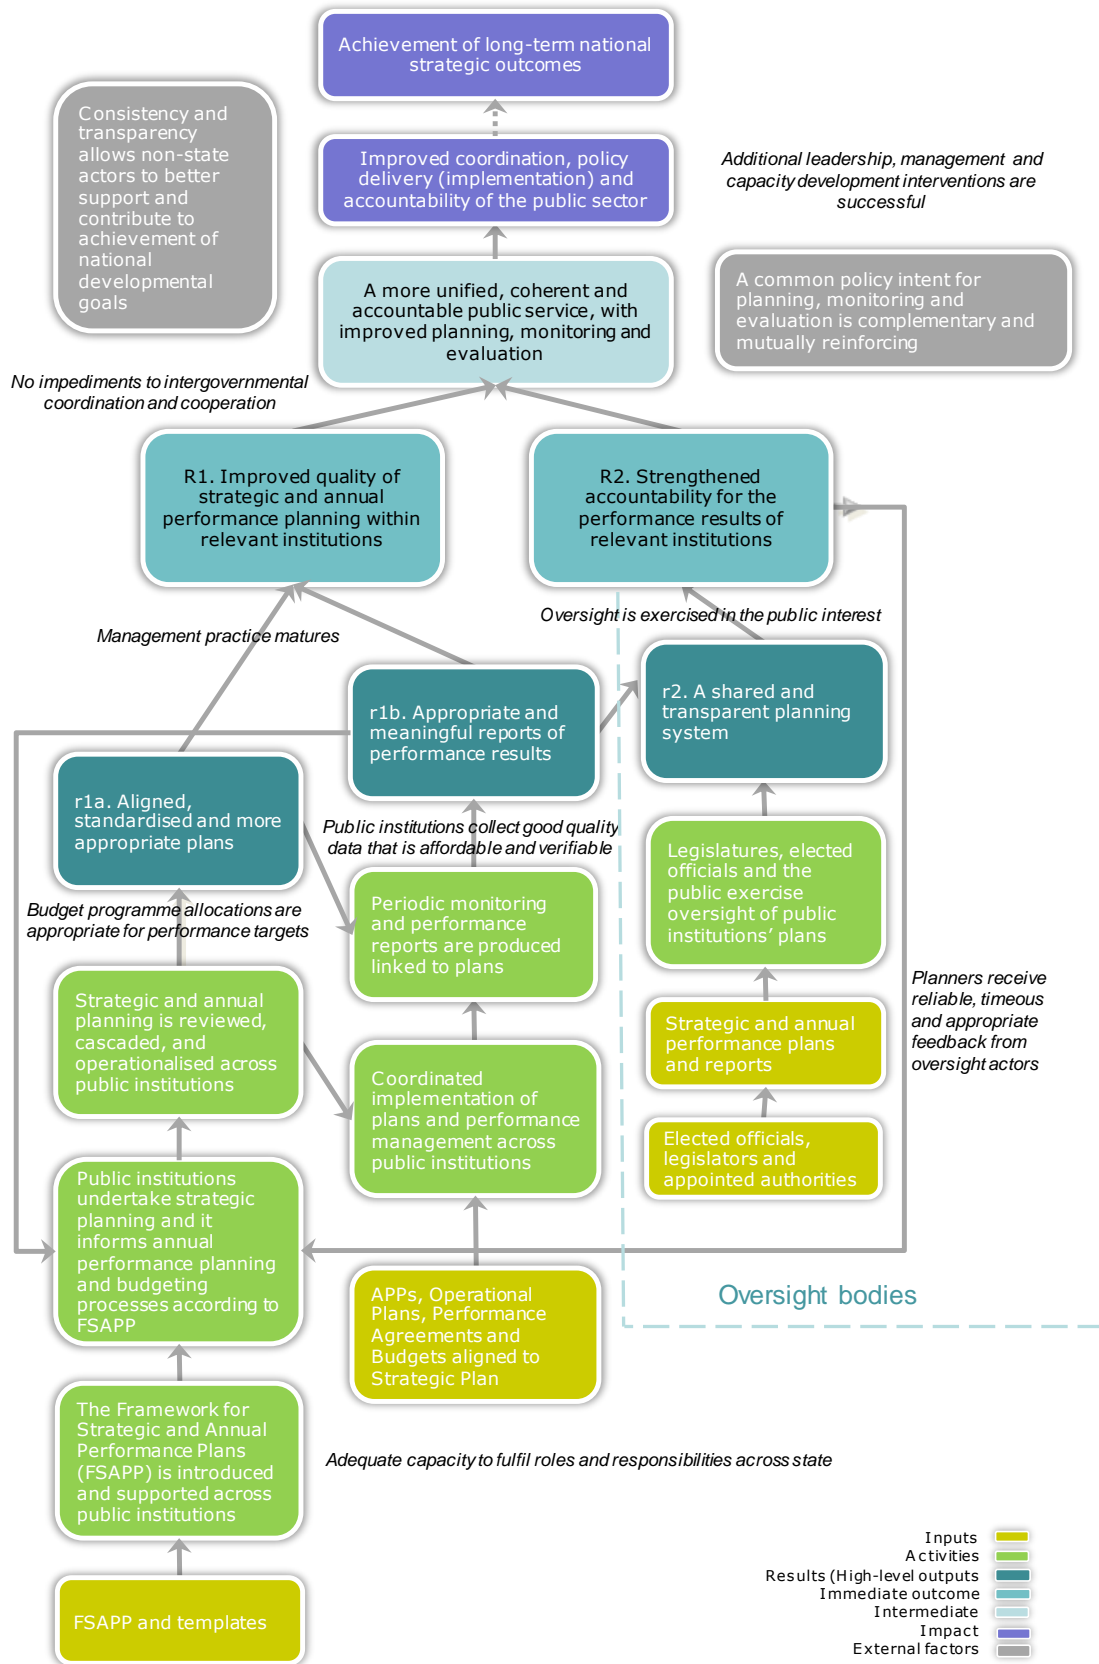 Achievement of long-term national
strategic outcomes
Consistency and
transparency
allows non-state
actors to better
support and
contribute to
achievement of
national
developmental
goals
Improved coordination, policy
delivery (implementation) and
accountability of the public sector
Additional leadership, management and
capacity development interventions are
successful
A more unified, coherent and
accountable public service, with
improved planning, monitoring and
evaluation
A common policy intent for
planning, monitoring and
evaluation is complementary and
mutually reinforcing
No impediments to intergovernmental
coordination and cooperation
R1. Improved quality of
strategic and annual
performance planning within
relevant institutions
R2. Strengthened
accountability for the
performance results of
relevant institutions
Management practice matures
Oversight is exercised in the public interest
r1b. Appropriate and
meaningful reports of
performance results
r2. A shared and
transparent planning
system
r1a. Aligned,
standardised and more
appropriate plans
Public institutions collect good quality
data that is affordable and verifiable
Legislatures, elected
officials and the
public exercise
oversight of public
institutions' plans
Budget programme allocations are
appropriate for performance targets
Periodic monitoring
and performance
reports are produced
linked to plans
Strategic and annual
planning is reviewed,
cascaded, and
operationalised across
public institutions
Strategic and annual
performance plans
and reports
Planners receive
reliable, timeous
and appropriate
feedback from
oversight actors
Coordinated
implementation of
plans and performance
management across
public institutions
Elected officials,
legislators and
appointed authorities
Public institutions
undertake strategic
planning and it
informs annual
performance planning
and budgeting
processes according to
FSAPP
APPs, Operational
Plans, Performance
Agreements and
Budgets aligned to
Strategic Plan
Oversight bodies
The Framework for
Strategic and Annual
Performance Plans
(FSAPP) is introduced
and supported across
public institutions
Adequate capacity to fulfil roles and responsibilities across state
FSAPP and templates
Inputs
Activities
Results (High-level outputs
Immediate outcome
Intermediate
Impact
External factors